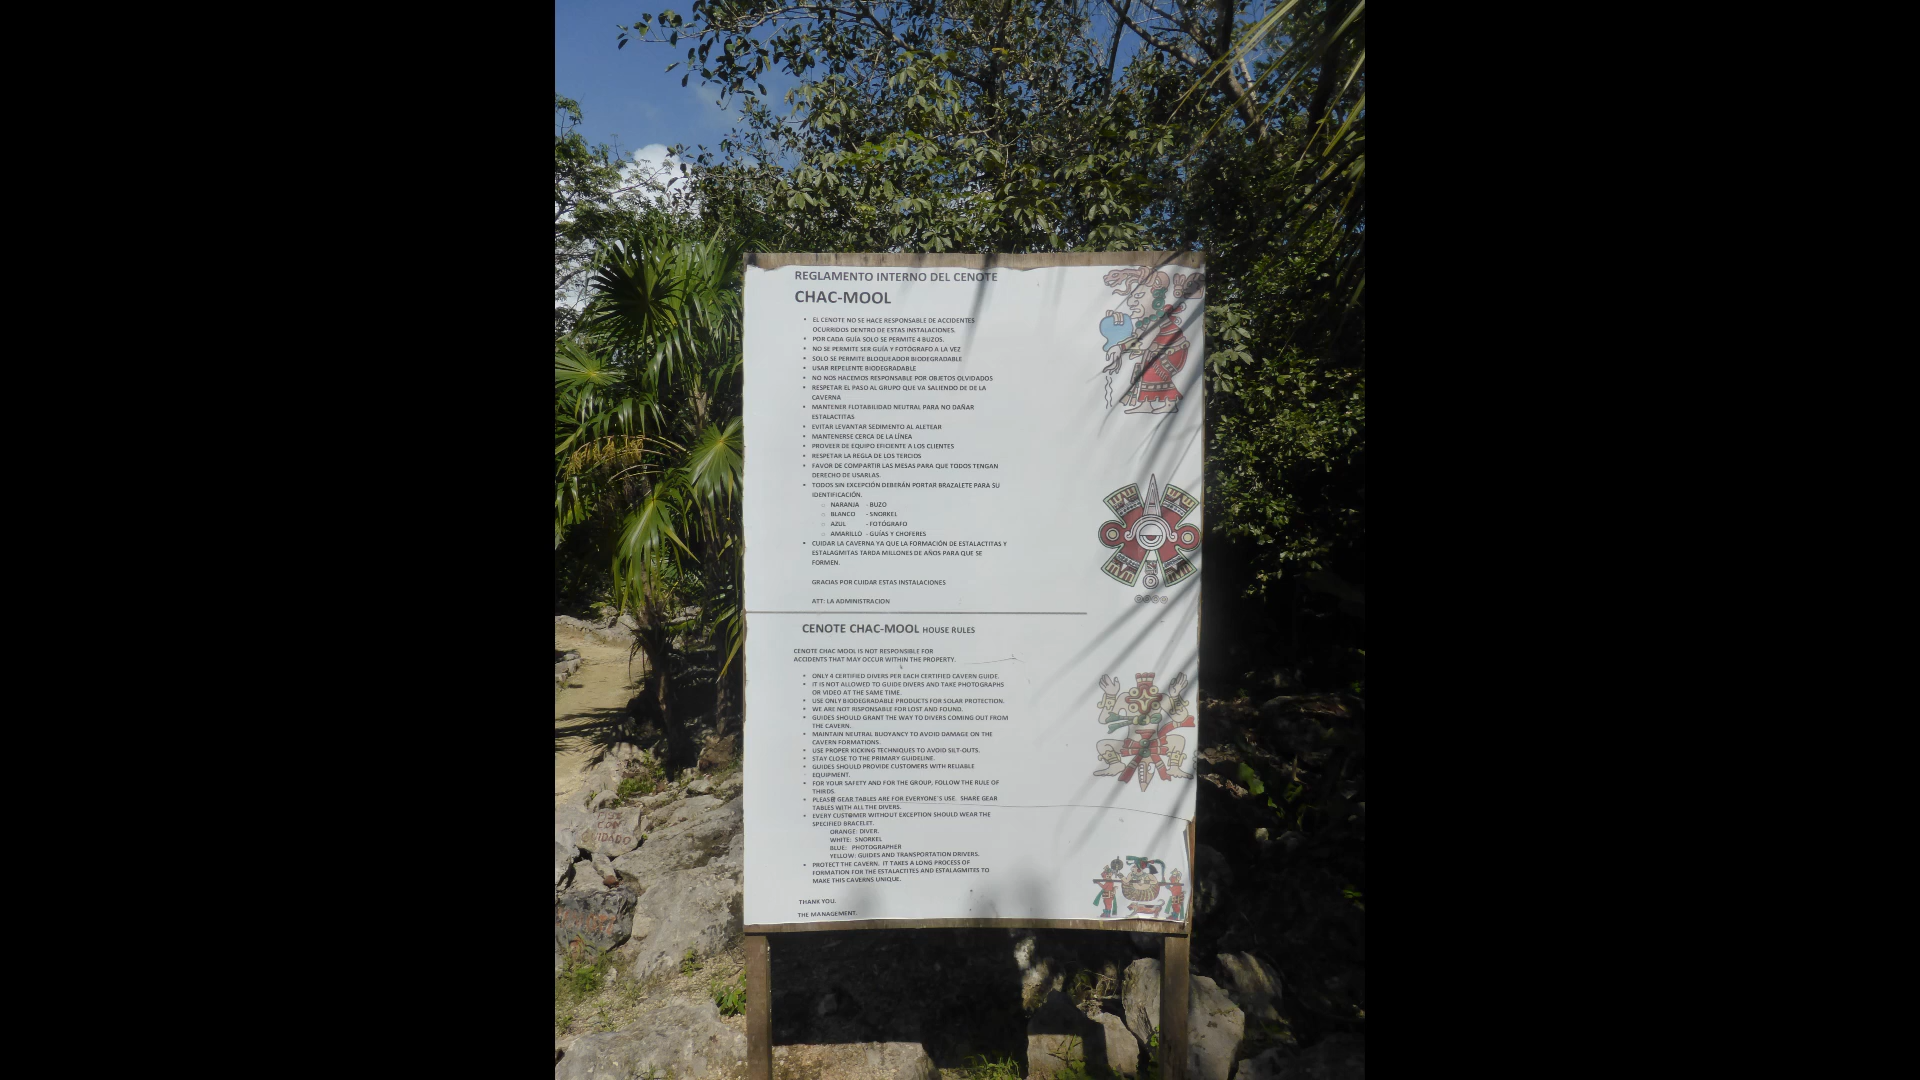 REGLAMENTO INTERNO DEL CENOTE
CHAC-MOOL
• EL CENOTE NO SE HACE RESPONSABLE DE ACCIDENTES
OCURRIDOS DENTRO DE ESTAS INSTALACIONES.
• POR CADA GUÍA SOLO SE PERMITE 4 BUZOS.
• NO SE PERMITE SER GUÍA Y FOTÓGRAFO A LA VEZ
• SOLO SE PERMITE BLOQUEADOR BIODEGRADABLE
• USAR REPELENTE BIODEGRADABLE
• NO NOS HACEMOS RESPONSABLE POR OBJETOS OLVIDADOS
• RESPETAR EL PASO AL GRUPO QUE VA SALIENDO DE DE LA
CAVERNA
• MANTENER FLOTABILIDAD NEUTRAL PARA NO DAÑAR
ESTALACTITAS
• EVITAR LEVANTAR SEDIMENTO AL ALETEAR
• MANTENERSE CERCA DE LA LÍNEA
• PROVEER DE EQUIPO EFICIENTE A LOS CLIENTES
• RESPETAR LA REGLA DE LOS TERCIOS
• FAVOR DE COMPARTIR LAS MESAS PARA QUE TODOS TENGAN
DERECHO DE USARLAS.
• TODOS SIN EXCEPCIÓN DEBERÁN PORTAR BRAZALETE PARA SU
IDENTIFICACIÓN.
○ NARANJA - BUZO
○ BLANCO - SNORKEL
○ AZUL - FOTÓGRAFO
○ AMARILLO - GUÍAS Y CHOFERES
• CUIDAR LA CAVERNA YA QUE LA FORMACIÓN DE ESTALACTITAS Y
ESTALAGMITAS TARDA MILLONES DE AÑOS PARA QUE SE
FORMEN.
GRACIAS POR CUIDAR ESTAS INSTALACIONES
ATT: LA ADMINISTRACION
CENOTE CHAC-MOOL HOUSE RULES
CENOTE CHAC MOOL IS NOT RESPONSIBLE FOR
ACCIDENTS THAT MAY OCCUR WITHIN THE PROPERTY.
• ONLY 4 CERTIFIED DIVERS PER EACH CERTIFIED CAVERN GUIDE.
• IT IS NOT ALLOWED TO GUIDE DIVERS AND TAKE PHOTOGRAPHS
OR VIDEO AT THE SAME TIME.
• USE ONLY BIODEGRADABLE PRODUCTS FOR SOLAR PROTECTION.
• WE ARE NOT RISPONSABLE FOR LOST AND FOUND.
• GUIDES SHOULD GRANT THE WAY TO DIVERS COMING OUT FROM
THE CAVERN.
• MAINTAIN NEUTRAL BUOYANCY TO AVOID DAMAGE ON THE
CAVERN FORMATIONS.
• USE PROPER KICKING TECHNIQUES TO AVOID SILT-OUTS.
• STAY CLOSE TO THE PRIMARY GUIDELINE.
• GUIDES SHOULD PROVIDE CUSTOMERS WITH RELIABLE
EQUIPMENT.
• FOR YOUR SAFETY AND FOR THE GROUP, FOLLOW THE RULE OF
THIRDS.
• PLEASE GEAR TABLES ARE FOR EVERYONE´S USE. SHARE GEAR
TABLES WITH ALL THE DIVERS.
• EVERY CUSTOMER WITHOUT EXCEPTION SHOULD WEAR THE
SPECIFIED BRACELET.
ORANGE: DIVER.
WHITE: SNORKEL
BLUE: PHOTOGRAPHER
YELLOW: GUIDES AND TRANSPORTATION DRIVERS.
• PROTECT THE CAVERN. IT TAKES A LONG PROCESS OF
FORMATION FOR THE ESTALACTITES AND ESTALAGMITES TO
MAKE THIS CAVERNS UNIQUE.
THANK YOU.
THE MANAGEMENT.
CON
CUIDADO